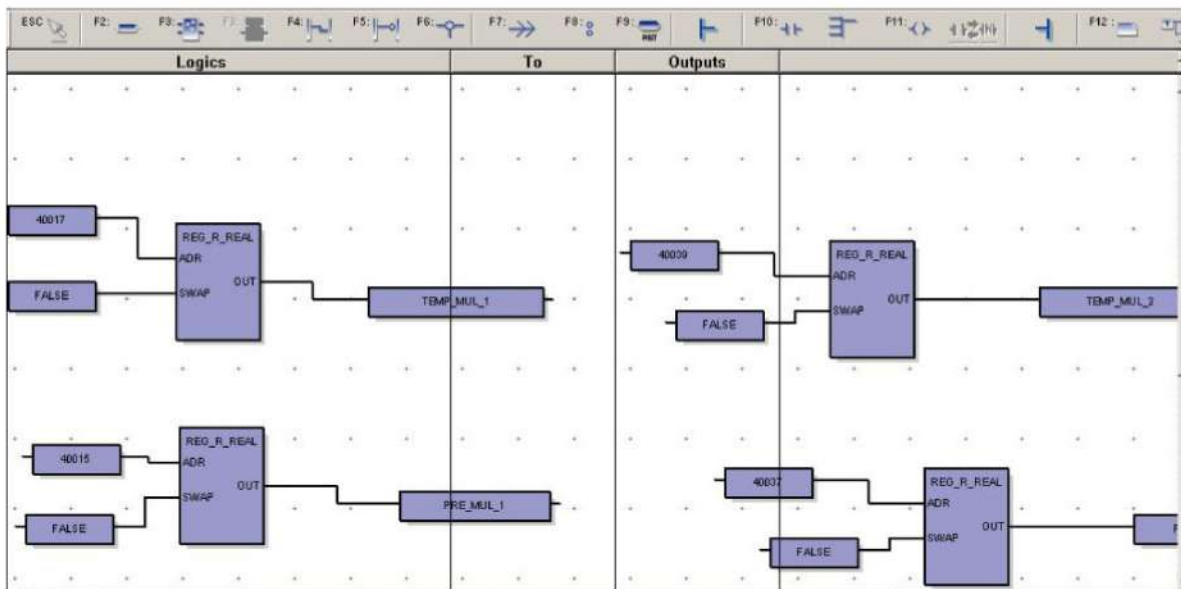 ESC F2: F3: F3: F4: F5: F6: F7: F8: F9: RET F10: F11: F12:
Logics To Outputs
40017
REG_R_REAL
ADR
OUT
FALSE
SWAP
TEMP_MUL_1
40015
REG_R_REAL
ADR
OUT
FALSE
SWAP
PRE_MUL_1
REG_R_REAL
ADR
OUT
FALSE
SWAP
TEMP_MUL_2
40037
REG_R_REAL
ADR
OUT
FALSE
SWAP